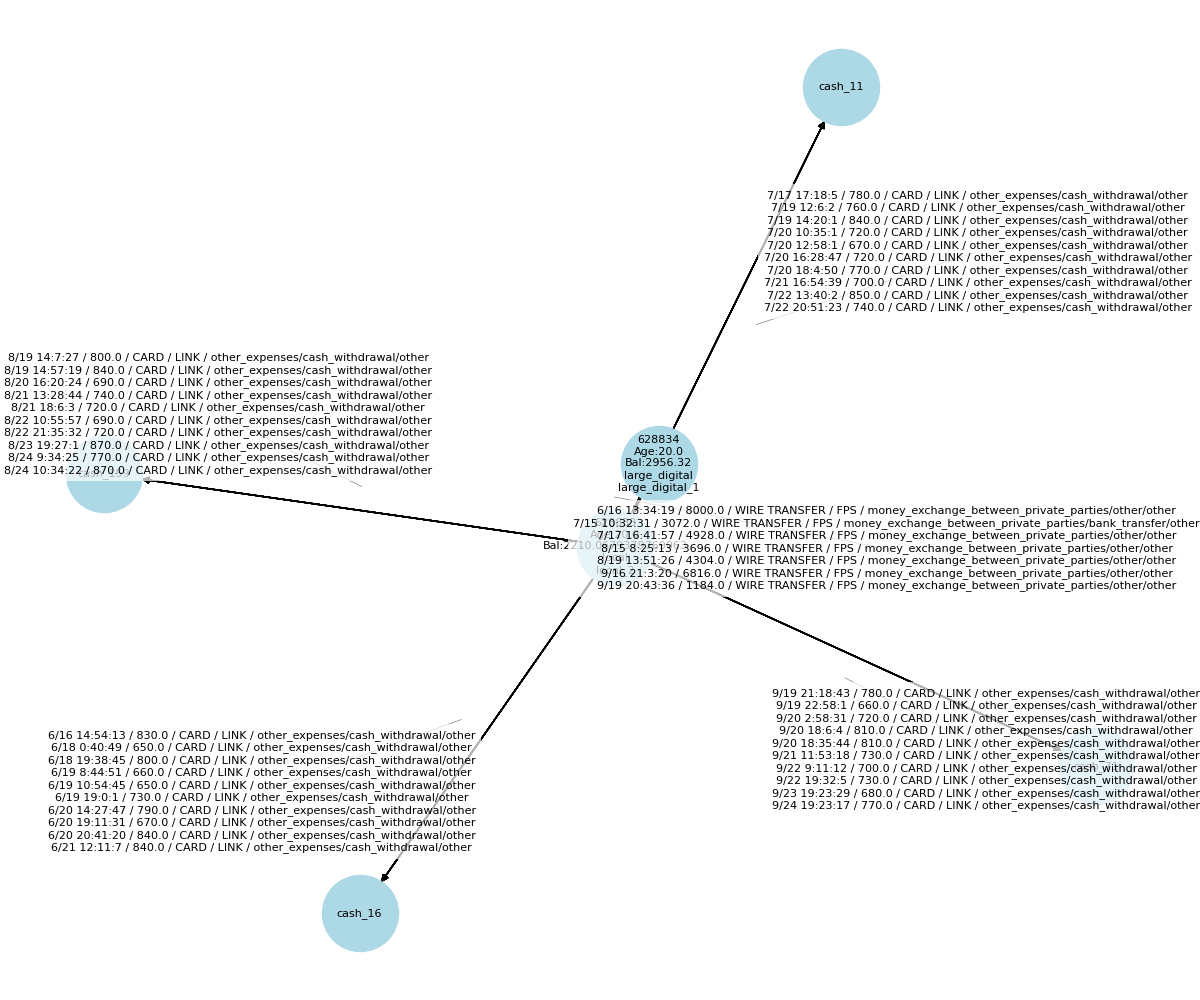 cash_11
7/17 17:18:5 / 780.0 / CARD / LINK / other_expenses/cash_withdrawal/other
7/19 12:6:2 / 760.0 / CARD / LINK / other_expenses/cash_withdrawal/other
7/19 14:20:1 / 840.0 / CARD / LINK / other_expenses/cash_withdrawal/other
7/20 10:35:1 / 720.0 / CARD / LINK / other_expenses/cash_withdrawal/other
7/20 12:58:1 / 670.0 / CARD / LINK / other_expenses/cash_withdrawal/other
7/20 16:28:47 / 720.0 / CARD / LINK / other_expenses/cash_withdrawal/other
7/20 18:4:50 / 770.0 / CARD / LINK / other_expenses/cash_withdrawal/other
7/21 16:54:39 / 700.0 / CARD / LINK / other_expenses/cash_withdrawal/other
7/22 13:40:2 / 850.0 / CARD / LINK / other_expenses/cash_withdrawal/other
7/22 20:51:23 / 740.0 / CARD / LINK / other_expenses/cash_withdrawal/other
8/19 14:7:27 / 800.0 / CARD / LINK / other_expenses/cash_withdrawal/other
8/19 14:57:19 / 840.0 / CARD / LINK / other_expenses/cash_withdrawal/other
8/20 16:20:24 / 690.0 / CARD / LINK / other_expenses/cash_withdrawal/other
8/21 13:28:44 / 740.0 / CARD / LINK / other_expenses/cash_withdrawal/other
8/21 18:6:3 / 720.0 / CARD / LINK / other_expenses/cash_withdrawal/other
8/22 10:55:57 / 690.0 / CARD / LINK / other_expenses/cash_withdrawal/other
8/22 21:35:32 / 720.0 / CARD / LINK / other_expenses/cash_withdrawal/other
8/23 19:27:1 / 870.0 / CARD / LINK / other_expenses/cash_withdrawal/other
8/24 9:34:25 / 770.0 / CARD / LINK / other_expenses/cash_withdrawal/other
8/24 10:34:22 / 870.0 / CARD / LINK / other_expenses/cash_withdrawal/other
628834
Age:20.0
Bal:2956.32
large_digital
large_digital_1
6/16 13:34:19 / 8000.0 / WIRE TRANSFER / FPS / money_exchange_between_private_parties/other/other
7/15 10:32:31 / 3072.0 / WIRE TRANSFER / FPS / money_exchange_between_private_parties/bank_transfer/other
7/17 16:41:57 / 4928.0 / WIRE TRANSFER / FPS / money_exchange_between_private_parties/other/other
8/15 8:25:13 / 3696.0 / WIRE TRANSFER / FPS / money_exchange_between_private_parties/other/other
8/19 13:51:26 / 4304.0 / WIRE TRANSFER / FPS / money_exchange_between_private_parties/other/other
9/16 21:3:20 / 6816.0 / WIRE TRANSFER / FPS / money_exchange_between_private_parties/other/other
9/19 20:43:36 / 1184.0 / WIRE TRANSFER / FPS / money_exchange_between_private_parties/other/other
9/19 21:18:43 / 780.0 / CARD / LINK / other_expenses/cash_withdrawal/other
9/19 22:58:1 / 660.0 / CARD / LINK / other_expenses/cash_withdrawal/other
9/20 2:58:31 / 720.0 / CARD / LINK / other_expenses/cash_withdrawal/other
9/20 18:6:4 / 810.0 / CARD / LINK / other_expenses/cash_withdrawal/other
9/20 18:35:44 / 810.0 / CARD / LINK / other_expenses/cash_withdrawal/other
9/21 11:53:18 / 730.0 / CARD / LINK / other_expenses/cash_withdrawal/other
9/22 9:11:12 / 700.0 / CARD / LINK / other_expenses/cash_withdrawal/other
9/22 19:32:5 / 730.0 / CARD / LINK / other_expenses/cash_withdrawal/other
9/23 19:23:29 / 680.0 / CARD / LINK / other_expenses/cash_withdrawal/other
9/24 19:23:17 / 770.0 / CARD / LINK / other_expenses/cash_withdrawal/other
6/16 14:54:13 / 830.0 / CARD / LINK / other_expenses/cash_withdrawal/other
6/18 0:40:49 / 650.0 / CARD / LINK / other_expenses/cash_withdrawal/other
6/18 19:38:45 / 800.0 / CARD / LINK / other_expenses/cash_withdrawal/other
6/19 8:44:51 / 660.0 / CARD / LINK / other_expenses/cash_withdrawal/other
6/19 10:54:45 / 650.0 / CARD / LINK / other_expenses/cash_withdrawal/other
6/19 19:0:1 / 730.0 / CARD / LINK / other_expenses/cash_withdrawal/other
6/20 14:27:47 / 790.0 / CARD / LINK / other_expenses/cash_withdrawal/other
6/20 19:11:31 / 670.0 / CARD / LINK / other_expenses/cash_withdrawal/other
6/20 20:41:20 / 840.0 / CARD / LINK / other_expenses/cash_withdrawal/other
6/21 12:11:7 / 840.0 / CARD / LINK / other_expenses/cash_withdrawal/other
cash_16